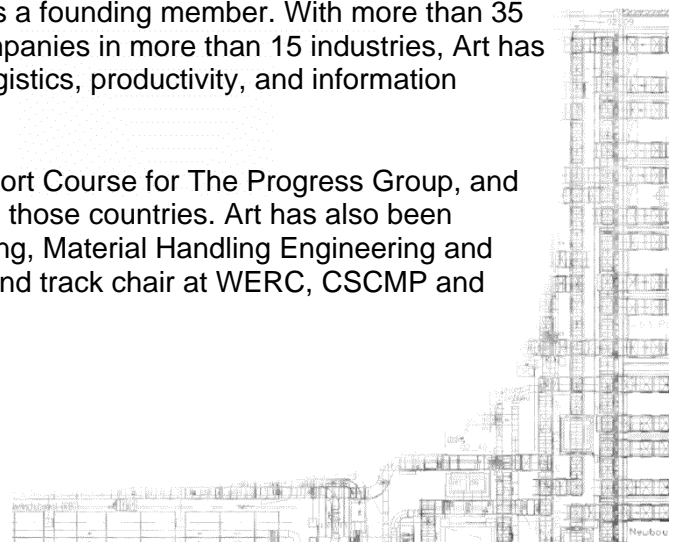 s a founding member. With more than 35
mpanies in more than 15 industries, Art has
gistics, productivity, and information
ort Course for The Progress Group, and
those countries. Art has also been
ng, Material Handling Engineering and
nd track chair at WERC, CSCMP and